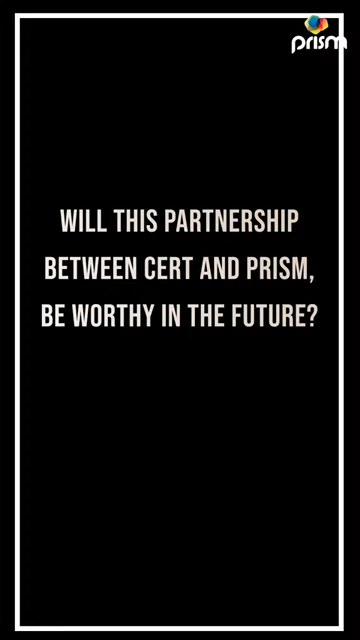 prism
WILL THIS PARTNERSHIP
BETWEEN CERT AND PRISM,
BE WORTHY IN THE FUTURE?